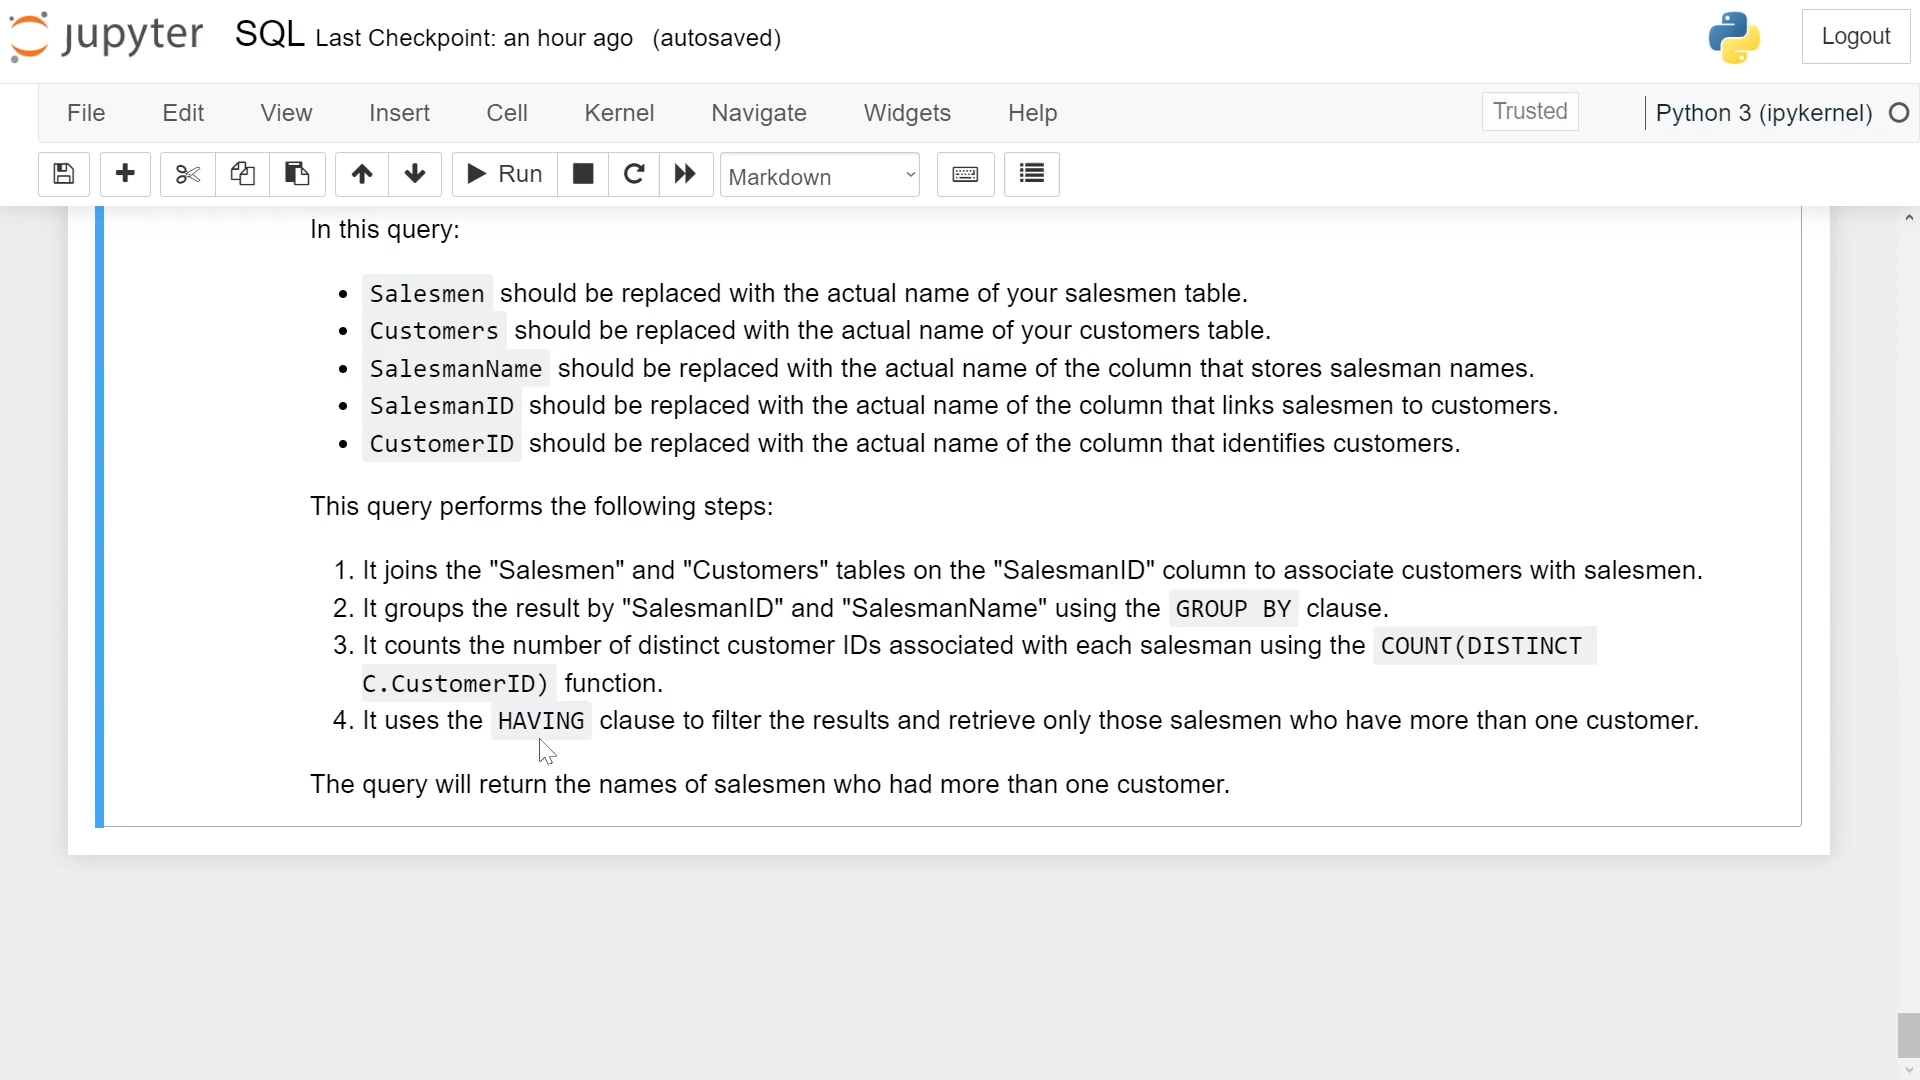 jupyter SQL Last Checkpoint: an hour ago (autosaved) Logout
File Edit View Insert Cell Kernel Navigate Widgets Help Trusted Python 3 (ipykernel)
Run Markdown
In this query:
• Salesmen should be replaced with the actual name of your salesmen table.
• Customers should be replaced with the actual name of your customers table.
• SalesmanName should be replaced with the actual name of the column that stores salesman names.
• SalesmanID should be replaced with the actual name of the column that links salesmen to customers.
• CustomerID should be replaced with the actual name of the column that identifies customers.
This query performs the following steps:
1. It joins the "Salesmen" and "Customers" tables on the "SalesmanID" column to associate customers with salesmen.
2. It groups the result by "SalesmanID" and "SalesmanName" using the GROUP BY clause.
3. It counts the number of distinct customer IDs associated with each salesman using the COUNT(DISTINCT
C.CustomerID) function.
4. It uses the HAVING clause to filter the results and retrieve only those salesmen who have more than one customer.
The query will return the names of salesmen who had more than one customer.